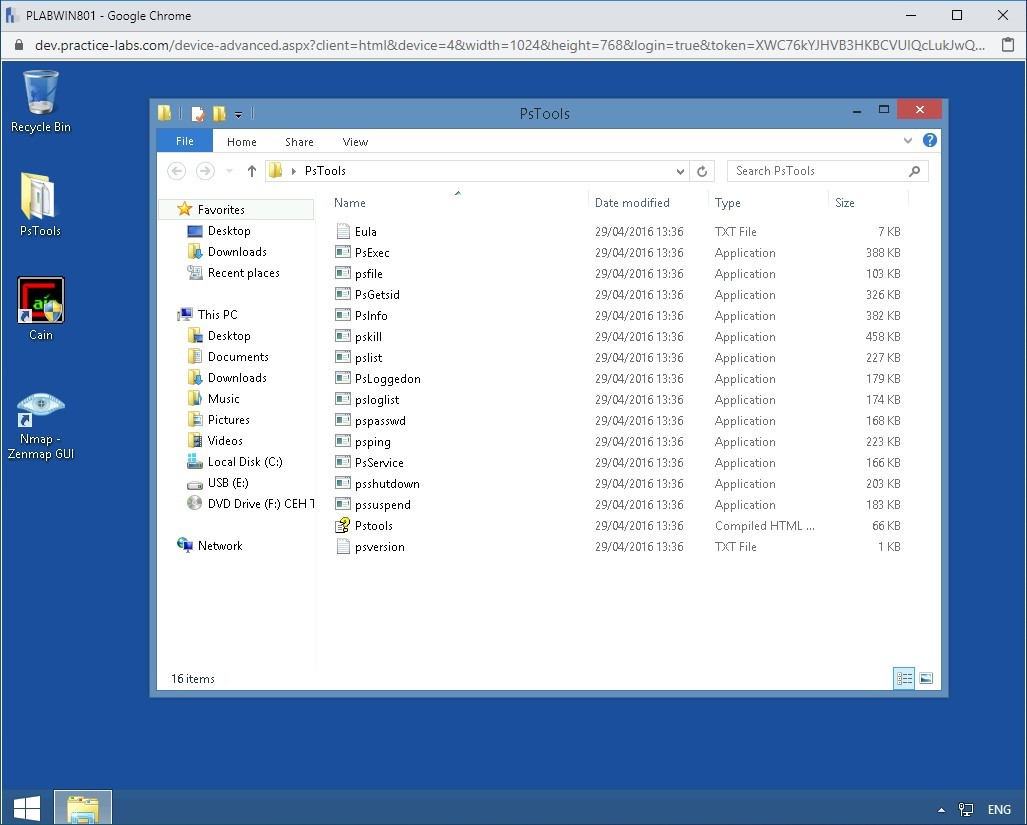 PLABWIN801 - Google Chrome
dev.practice-labs.com/device-advanced.aspx?client=html&device=4&width=1024&height=768&login=true&token=XWC76kYJHVB3HKBCVUIQcLukJwQ...
Recycle Bin
PsTools
Cain
Nmap -
Zenmap GUI
PsTools
File Home Share View
PsTools
Search PsTools
Favorites
Desktop
Downloads
Recent places
This PC
Desktop
Documents
Downloads
Music
Pictures
Videos
Local Disk (C:)
USB (E:)
DVD Drive (F:) CEH T
Network
Name Date modified Type Size
Eula 29/04/2016 13:36 TXT File 7 KB
PsExec 29/04/2016 13:36 Application 388 KB
psfile 29/04/2016 13:36 Application 103 KB
PsGetsid 29/04/2016 13:36 Application 326 KB
PsInfo 29/04/2016 13:36 Application 382 KB
pskill 29/04/2016 13:36 Application 458 KB
pslist 29/04/2016 13:36 Application 227 KB
PsLoggedon 29/04/2016 13:36 Application 179 KB
psloglist 29/04/2016 13:36 Application 174 KB
pspasswd 29/04/2016 13:36 Application 168 KB
psping 29/04/2016 13:36 Application 223 KB
PsService 29/04/2016 13:36 Application 166 KB
psshutdown 29/04/2016 13:36 Application 203 KB
pssuspend 29/04/2016 13:36 Application 183 KB
Pstools 29/04/2016 13:36 Compiled HTML ... 66 KB
psversion 29/04/2016 13:36 TXT File 1 KB
16 items
ENG